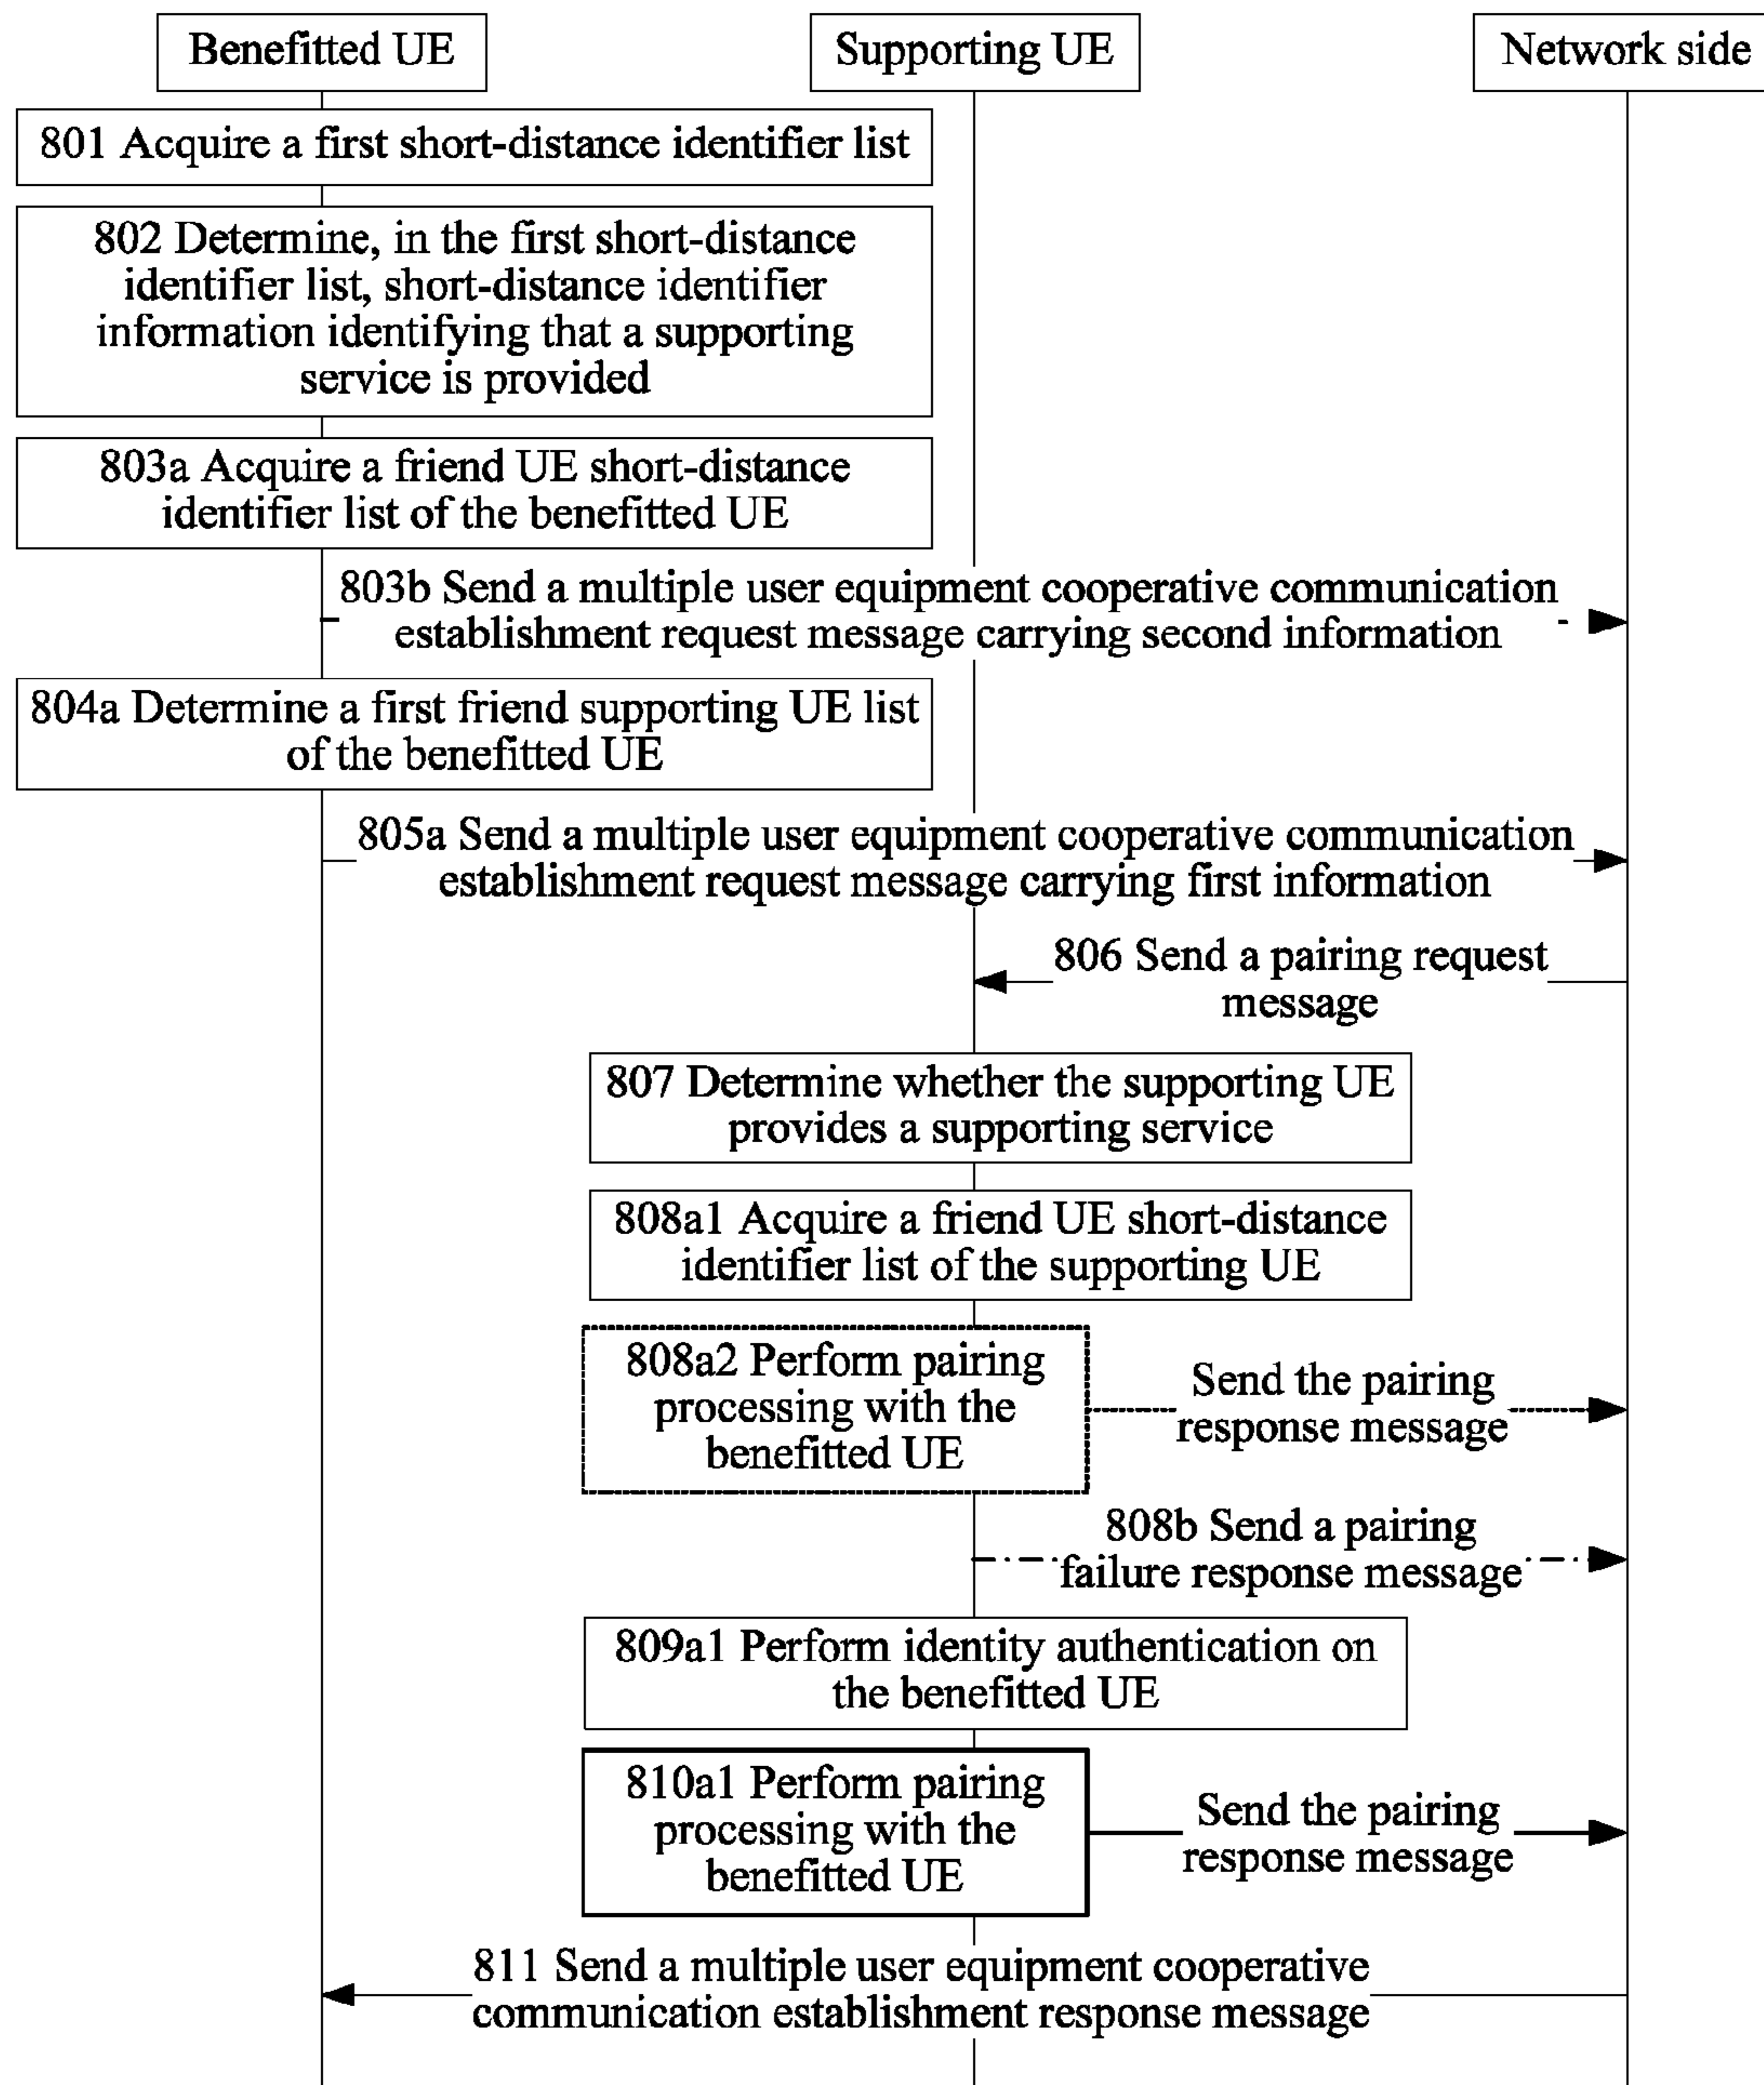 Benefitted UE
Supporting UE
Network side
801 Acquire a first short-distance identifier list
802 Determine, in the first short-distance
identifier list, short-distance identifier
information identifying that a supporting
service is provided
803a Acquire a friend UE short-distance
identifier list of the benefitted UE
803b Send a multiple user equipment cooperative communication
establishment request message carrying second information
804a Determine a first friend supporting UE list
of the benefitted UE
805a Send a multiple user equipment cooperative communication
establishment request message carrying first information
806 Send a pairing request
message
807 Determine whether the supporting UE
provides a supporting service
808a1 Acquire a friend UE short-distance
identifier list of the supporting UE
808a2 Perform pairing
processing with the
benefitted UE
Send the pairing
response message
808b Send a pairing
failure response message
809a1 Perform identity authentication on
the benefitted UE
810a1 Perform pairing
processing with the
benefitted UE
Send the pairing
response message
811 Send a multiple user equipment cooperative
communication establishment response message